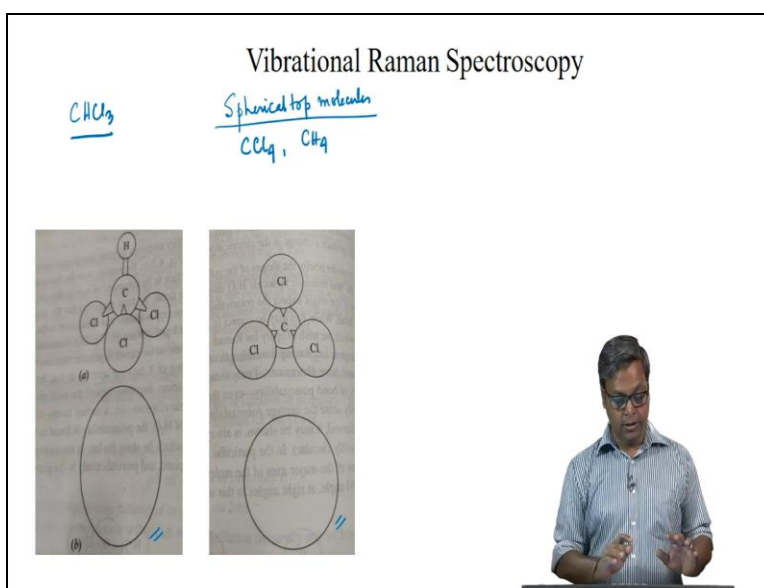 Vibrational Raman Spectroscopy
CHCl3
Spherical top molecules
CCl4, CH4
H
C
Cl
Cl
Cl
(a)
Cl
C
Cl
Cl
(b)